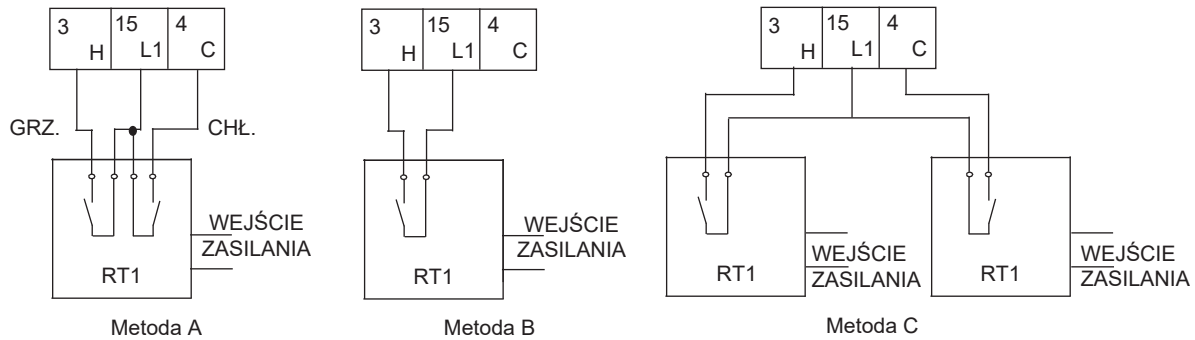 3 15 4
H L1 C
GRZ. CHŁ.
WEJŚCIE
ZASILANIA
RT1
Metoda A
3 15 4
H L1 C
WEJŚCIE
ZASILANIA
RT1
Metoda B
3 15 4
H L1 C
RT1
WEJŚCIE
ZASILANIA
RT1
WEJŚCIE
ZASILANIA
Metoda C